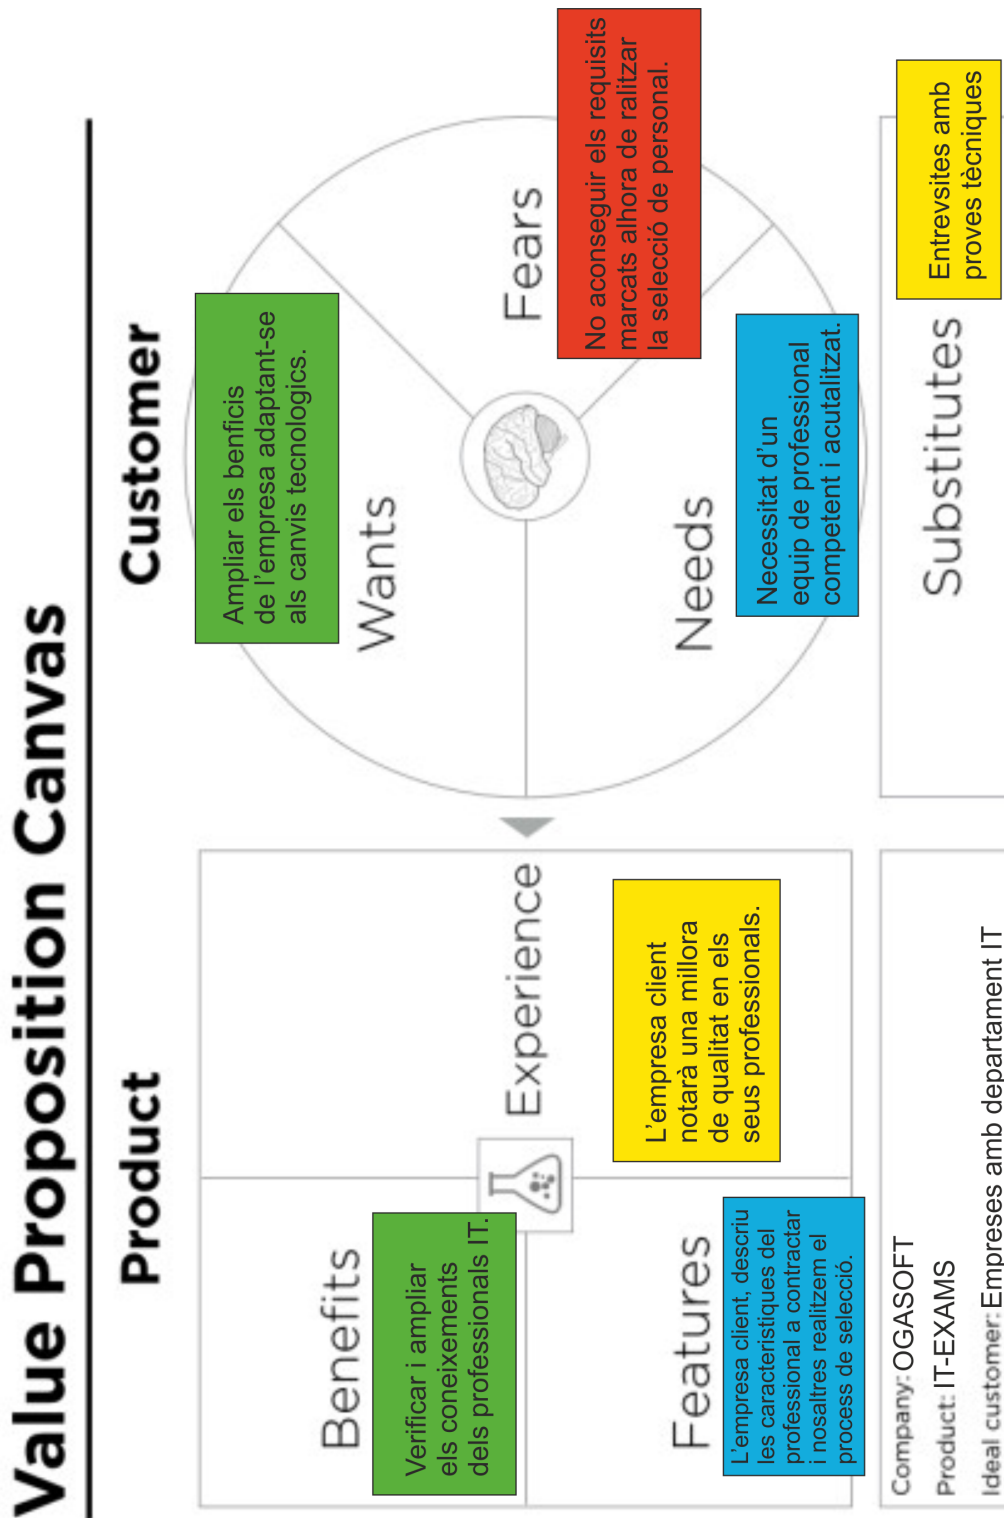 Value Proposition Canvas
Product
Customer
Benefits
Verificar i ampliar
els coneixements
dels professionals IT.
Experience
L'empresa client
notarà una millora
de qualitat en els
seus professionals.
Features
L'empresa client, descriu
les caracteristiques del
professional a contractar
i nosaltres realitzem el
process de selecció.
Wants
Ampliar els benficis
de l'empresa adaptant-se
als canvis tecnologics.
Fears
No aconseguir els requisits
marcats alhora de ralitzar
la selecció de personal.
Needs
Necessitat d'un
equip de professional
competent i acutalitzat.
Company: OGASOFT
Product: IT-EXAMS
Ideal customer: Empreses amb departament IT
Substitutes
Entrevsites amb
proves tècniques